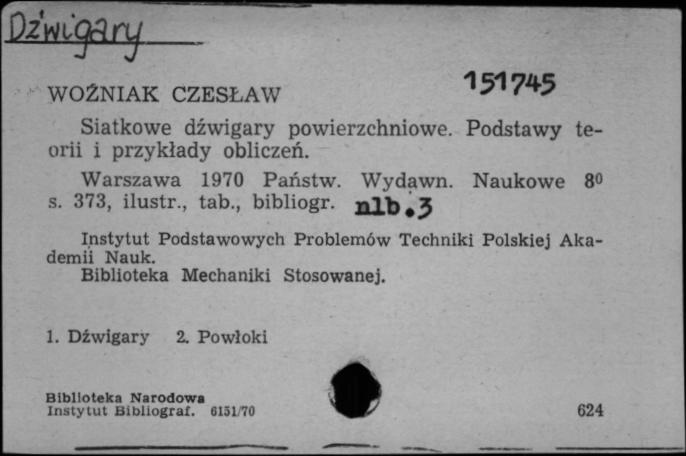 Dźwigary
151745
WOŹNIAK CZESŁAW
Siatkowe dźwigary powierzchniowe. Podstawy te-
orii i przykłady obliczeń.
Warszawa 1970 Państw. Wydawn. Naukowe 8⁰
s. 373, ilustr., tab., bibliogr. nlb.3
Instytut Podstawowych Problemów Techniki Polskiej Aka-
demii Nauk.
Biblioteka Mechaniki Stosowanej.
1. Dźwigary 2. Powłoki
Biblioteka Narodowa
Instytut Bibliograf. 6151/70 624